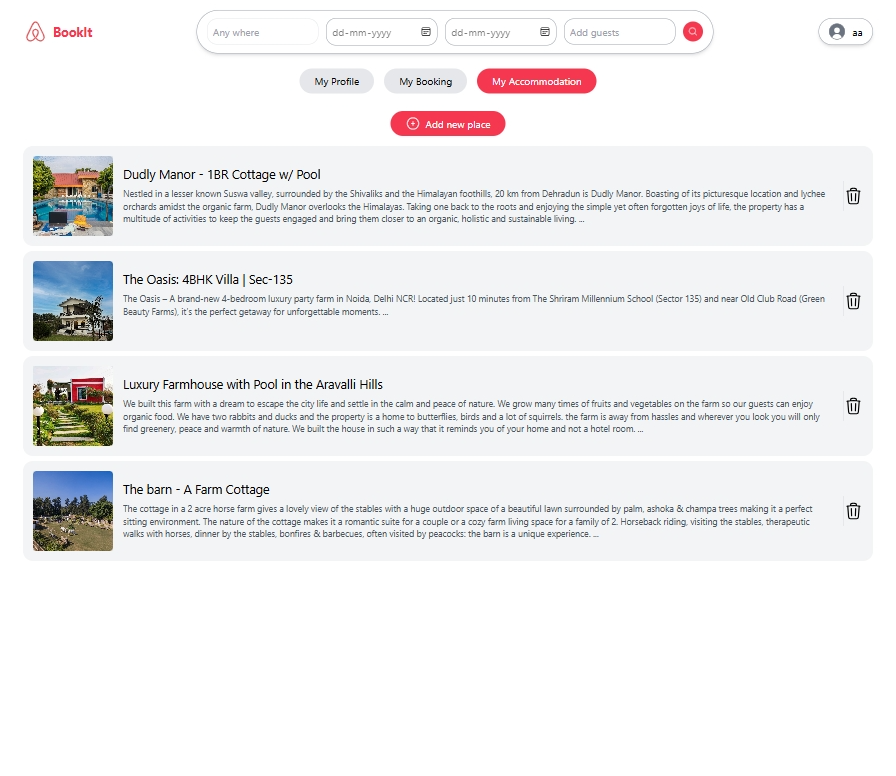 BookIt
Any where
dd-mm-yyyy
dd-mm-yyyy
Add guests
aa
My Profile
My Booking
My Accommodation
Add new place
Dudly Manor - 1BR Cottage w/ Pool
Nestled in a lesser known Suswa valley, surrounded by the Shivaliks and the Himalayan foothills, 20 km from Dehradun is Dudly Manor. Boasting of its picturesque location and lychee
orchards amidst the organic farm, Dudly Manor overlooks the Himalayas. Taking one back to the roots and enjoying the simple yet often forgotten joys of life, the property has a
multitude of activities to keep the guests engaged and bring them closer to an organic, holistic and sustainable living. ...
The Oasis: 4BHK Villa | Sec-135
The Oasis – A brand-new 4-bedroom luxury party farm in Noida, Delhi NCR! Located just 10 minutes from The Shriram Millennium School (Sector 135) and near Old Club Road (Green
Beauty Farms), it's the perfect getaway for unforgettable moments. ...
Luxury Farmhouse with Pool in the Aravalli Hills
We built this farm with a dream to escape the city life and settle in the calm and peace of nature. We grow many times of fruits and vegetables on the farm so our guests can enjoy
organic food. We have two rabbits and ducks and the property is a home to butterflies, birds and a lot of squirrels. the farm is away from hassles and wherever you look you will only
find greenery, peace and warmth of nature. We built the house in such a way that it reminds you of your home and not a hotel room. ...
The barn - A Farm Cottage
The cottage in a 2 acre horse farm gives a lovely view of the stables with a huge outdoor space of a beautiful lawn surrounded by palm, ashoka & champa trees making it a perfect
sitting environment. The nature of the cottage makes it a romantic suite for a couple or a cozy farm living space for a family of 2. Horseback riding, visiting the stables, therapeutic
walks with horses, dinner by the stables, bonfires & barbecues, often visited by peacocks: the barn is a unique experience. ...